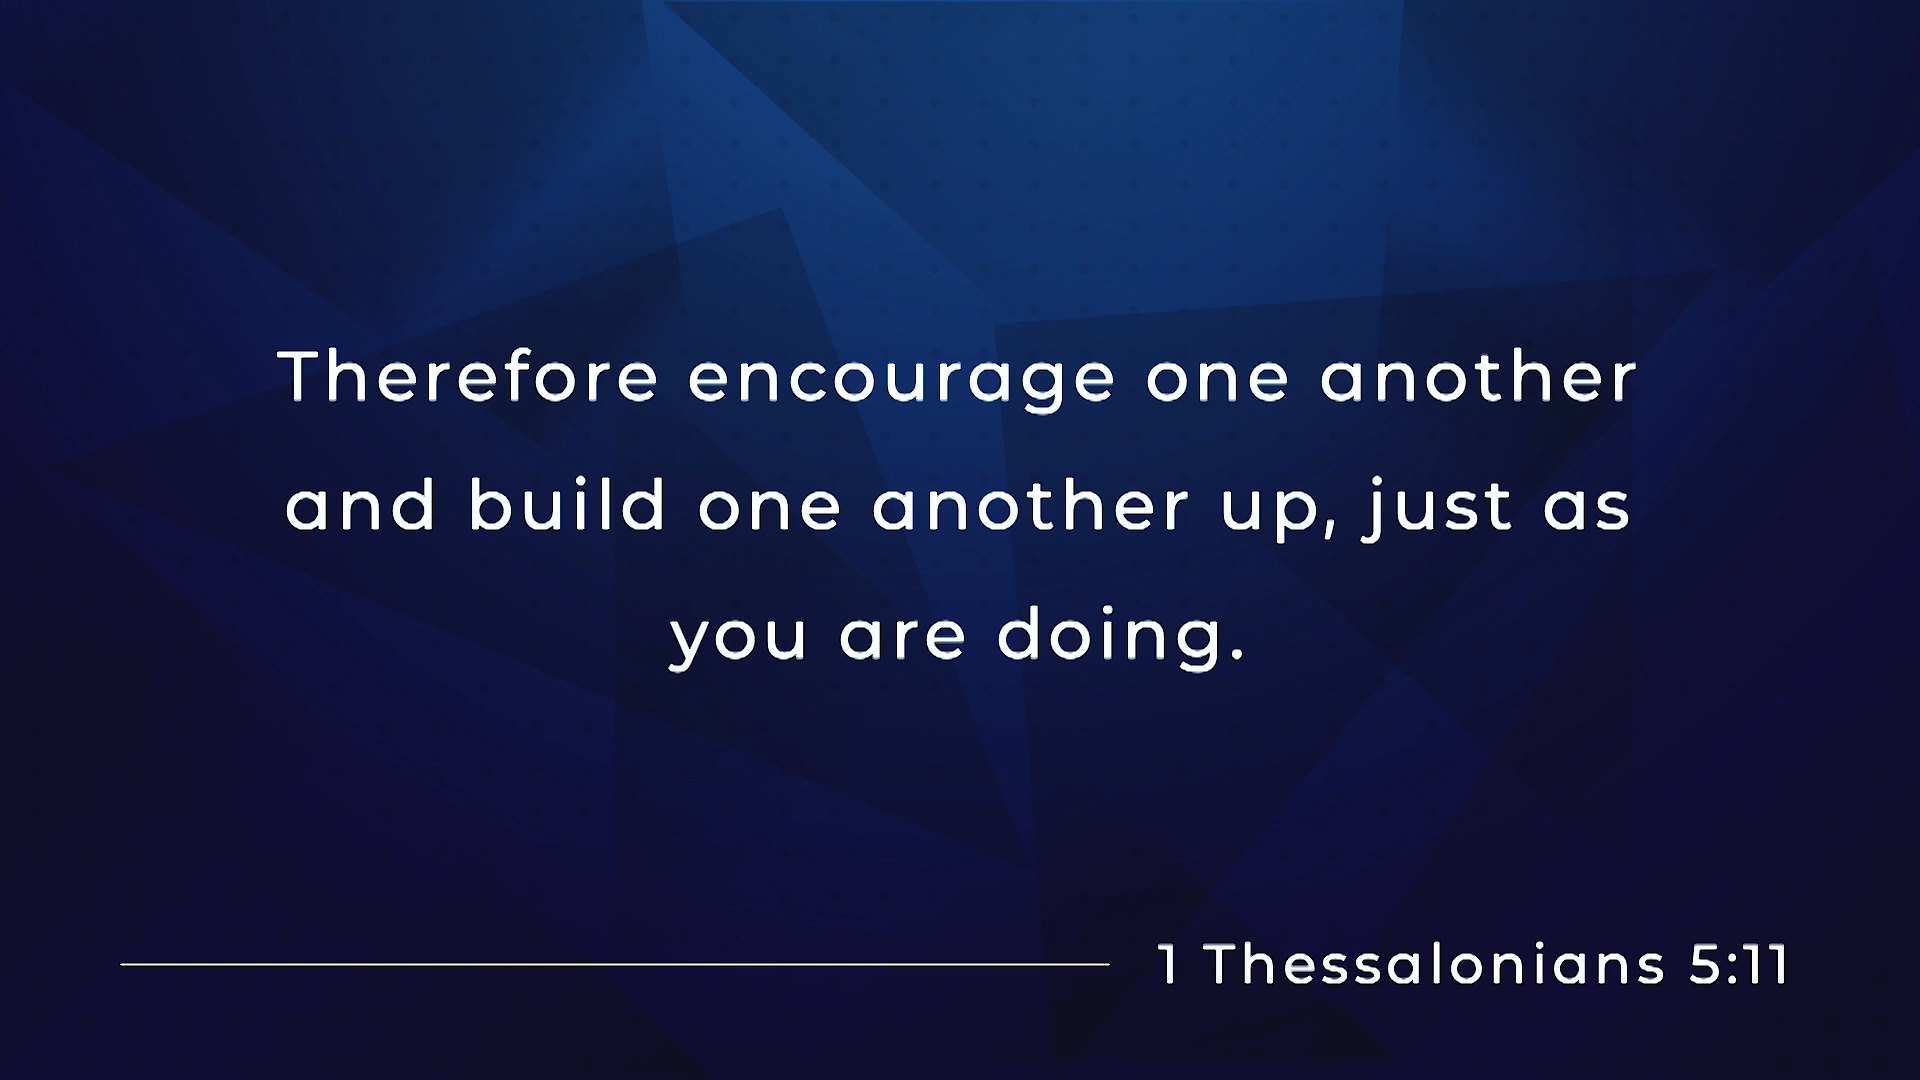 Therefore encourage one another
and build one another up, just as
you are doing.
1 Thessalonians 5:11